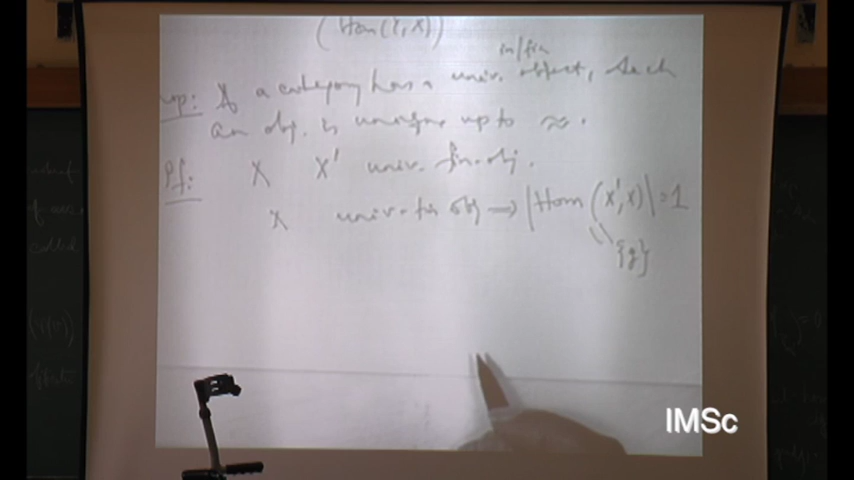 (Hom(Y, X))
in/fin
Prop: If a category has a univ. object, such
an obj. is unique up to ≈.
Pf: X X' univ. fin. obj.
X univ. fin obj → |Hom (X', X)| = 1
{g}
IMSc